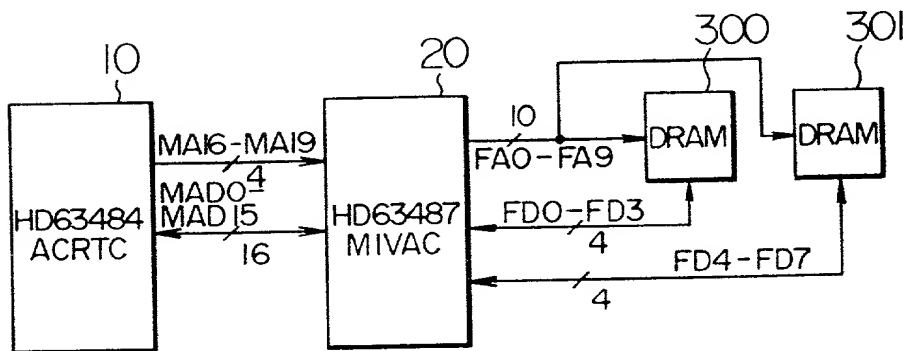 10
20
300
301
MA16-MA19
4
MAD0-
MAD15
16
HD63484
ACRTC
HD63487
MIVAC
10
FA0-FA9
DRAM
DRAM
FD0-FD3
4
FD4-FD7
4